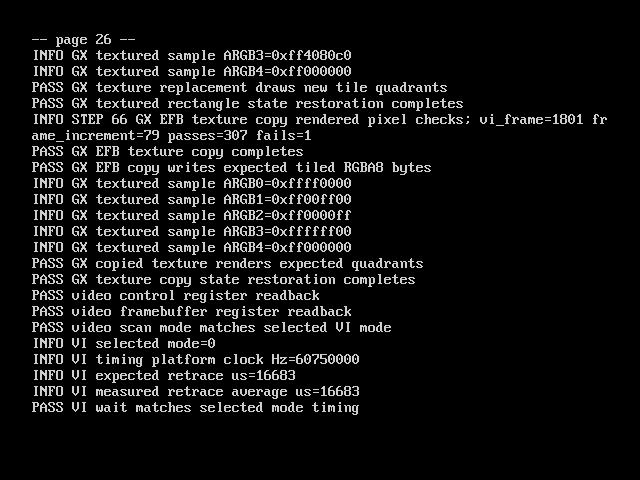 -- page 26 --
INFO GX textured sample ARGB3=0xff4080c0
INFO GX textured sample ARGB4=0xff000000
PASS GX texture replacement draws new tile quadrants
PASS GX textured rectangle state restoration completes
INFO STEP 66 GX EFB texture copy rendered pixel checks; vi_frame=1801 fr
ame_increment=79 passes=307 fails=1
PASS GX EFB texture copy completes
PASS GX EFB copy writes expected tiled RGBA8 bytes
INFO GX textured sample ARGB0=0xffff0000
INFO GX textured sample ARGB1=0xff00ff00
INFO GX textured sample ARGB2=0xff0000ff
INFO GX textured sample ARGB3=0xffffff00
INFO GX textured sample ARGB4=0xff000000
PASS GX copied texture renders expected quadrants
PASS GX texture copy state restoration completes
PASS video control register readback
PASS video framebuffer register readback
PASS video scan mode matches selected VI mode
INFO VI selected mode=0
INFO VI timing platform clock Hz=60750000
INFO VI expected retrace us=16683
INFO VI measured retrace average us=16683
PASS VI wait matches selected mode timing